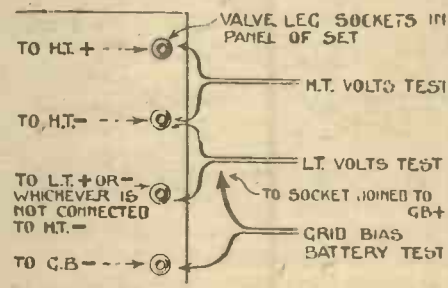 VALVE LEG SOCKETS IN
PANEL OF SET
TO H.T. +
H.T. VOLTS TEST
TO, H.T. -
L.T. VOLTS TEST
TO L.T. + OR -
WHICHEVER IS
NOT CONNECTED
TO H.T. -
TO SOCKET JOINED TO
GB+
GRID BIAS
BATTERY TEST
TO G.B -